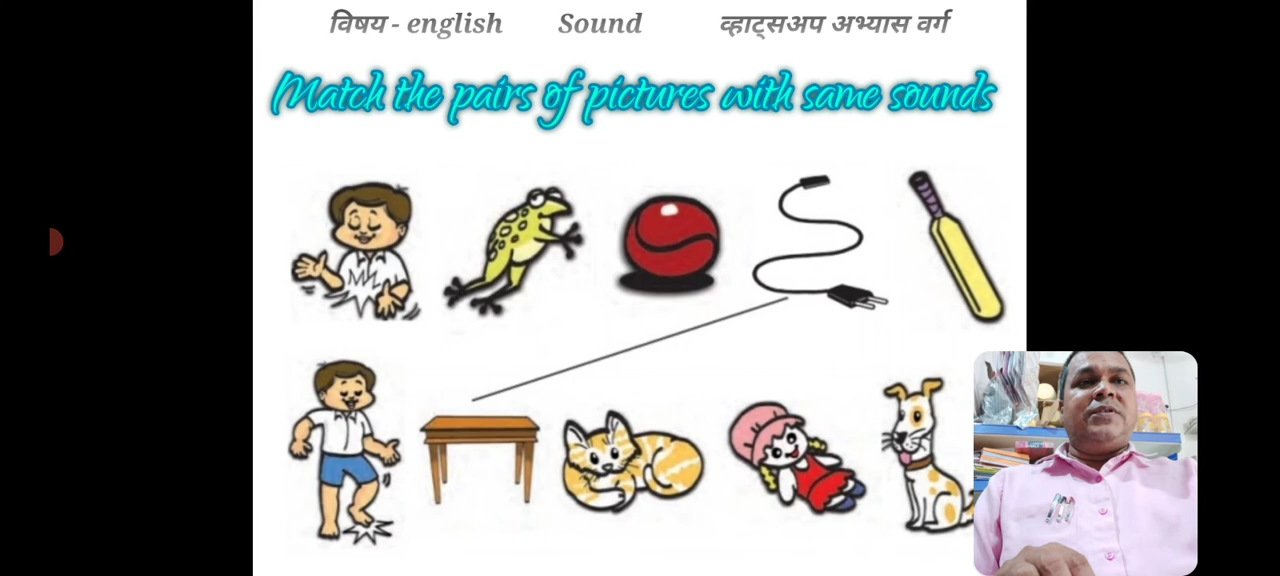 विषय - english Sound व्हाट्सअप अभ्यास वर्ग
Match the pairs of pictures with same sounds